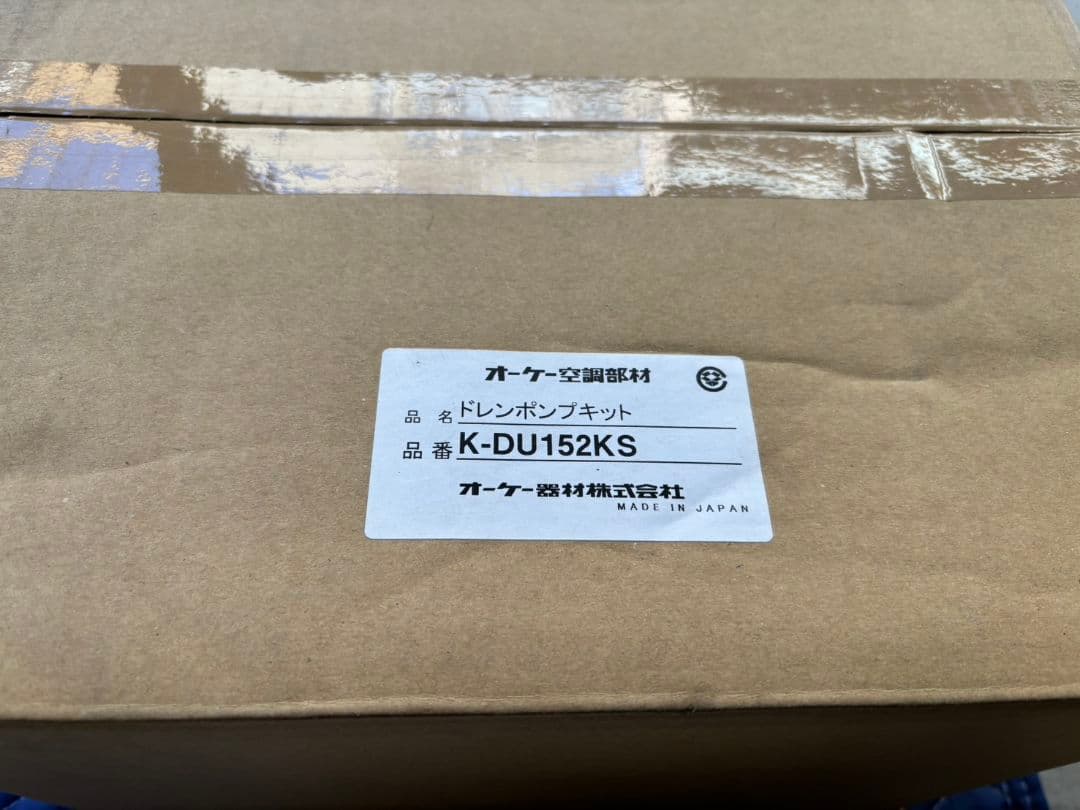 オーケー空調部材
品名 ドレンポンプキット
品番 K-DU152KS
オーケー器材株式会社
MADE IN JAPAN